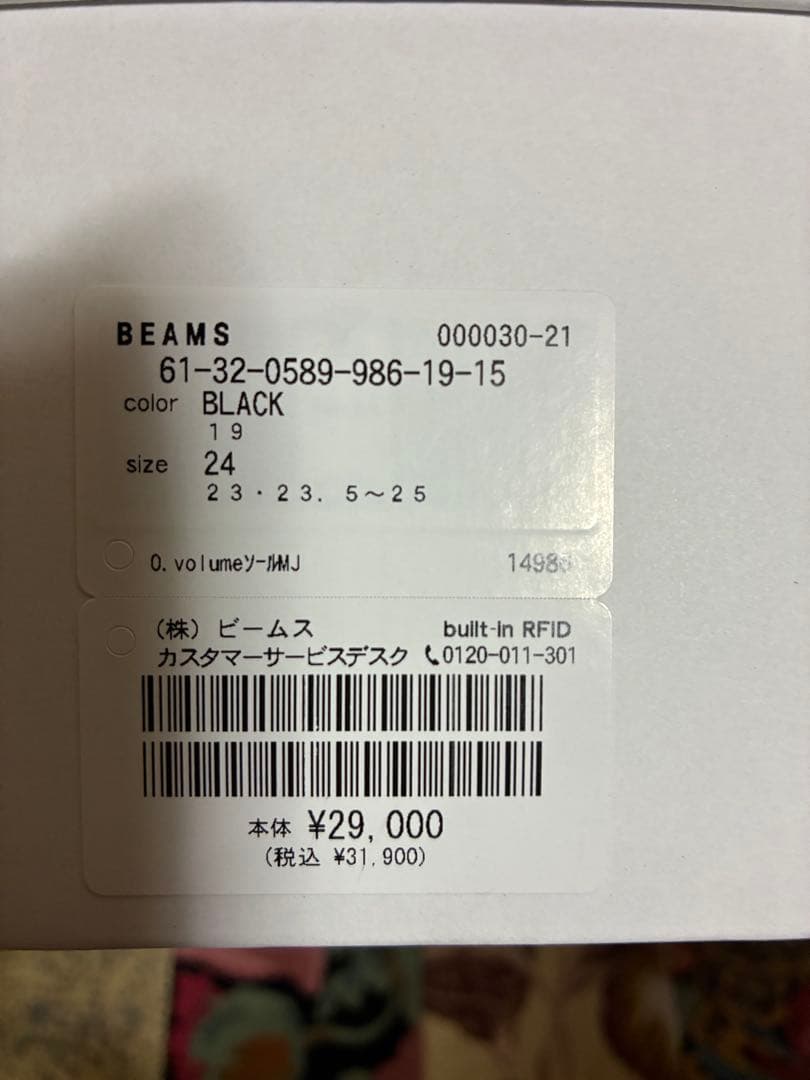 BEAMS 000030-21
61-32-0589-986-19-15
color BLACK
19
size 24
23・23. 5～25
0. volumeソールMJ
(株) ビームス built-in RFID
カスタマーサービスデスク 0120-011-301
本体 ¥29,000
(税込 ¥31,900)